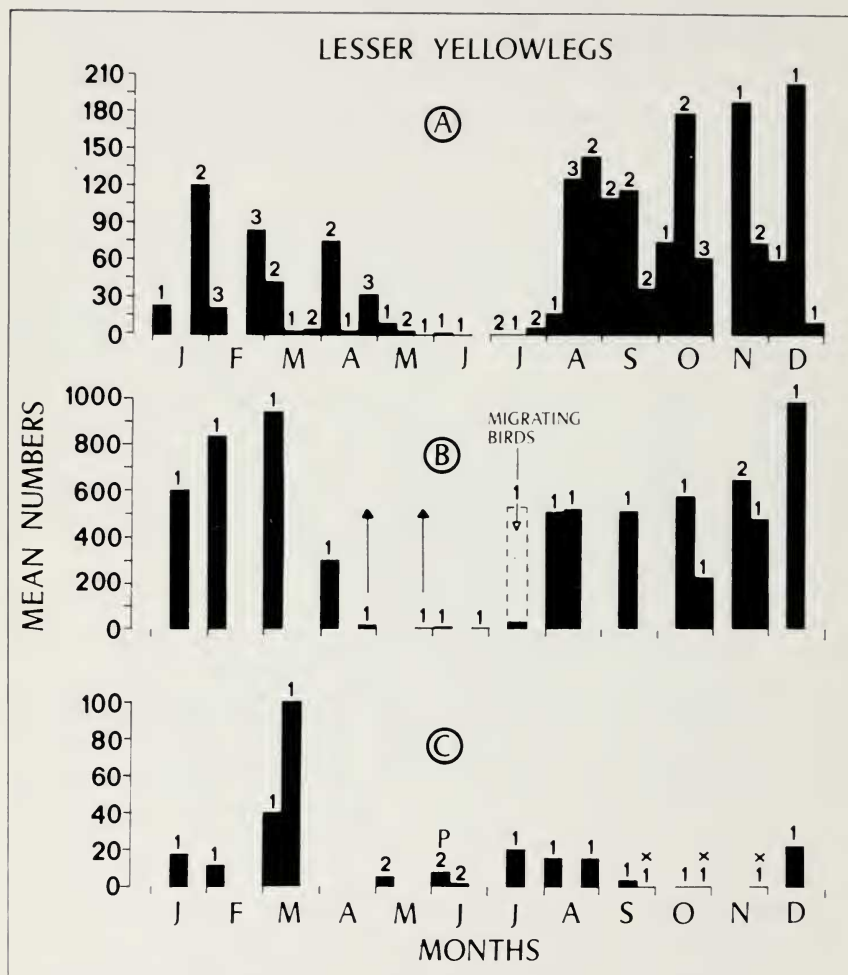 LESSER YELLOWLEGS
A
210
180
150
120
90
60
30
0
1 2 3 3 2 1 2 2 1 3 1 2 1 1 1 2 1 2 1 3 2 2 2 2 1 2 3 1 2 1 1 1
J F M A M J J A S O N D
MEAN NUMBERS
B
MIGRATING
BIRDS
1000
800
600
400
200
0
1 1 1 1 1 1 1 1 1 1 1 1 1 1 2 1 1
C
100
80
60
40
20
0
P
x x x
1 1 1 1 2 2 2 1 1 1 1 1 1 1 1 1
J F M A M J J A S O N D
MONTHS